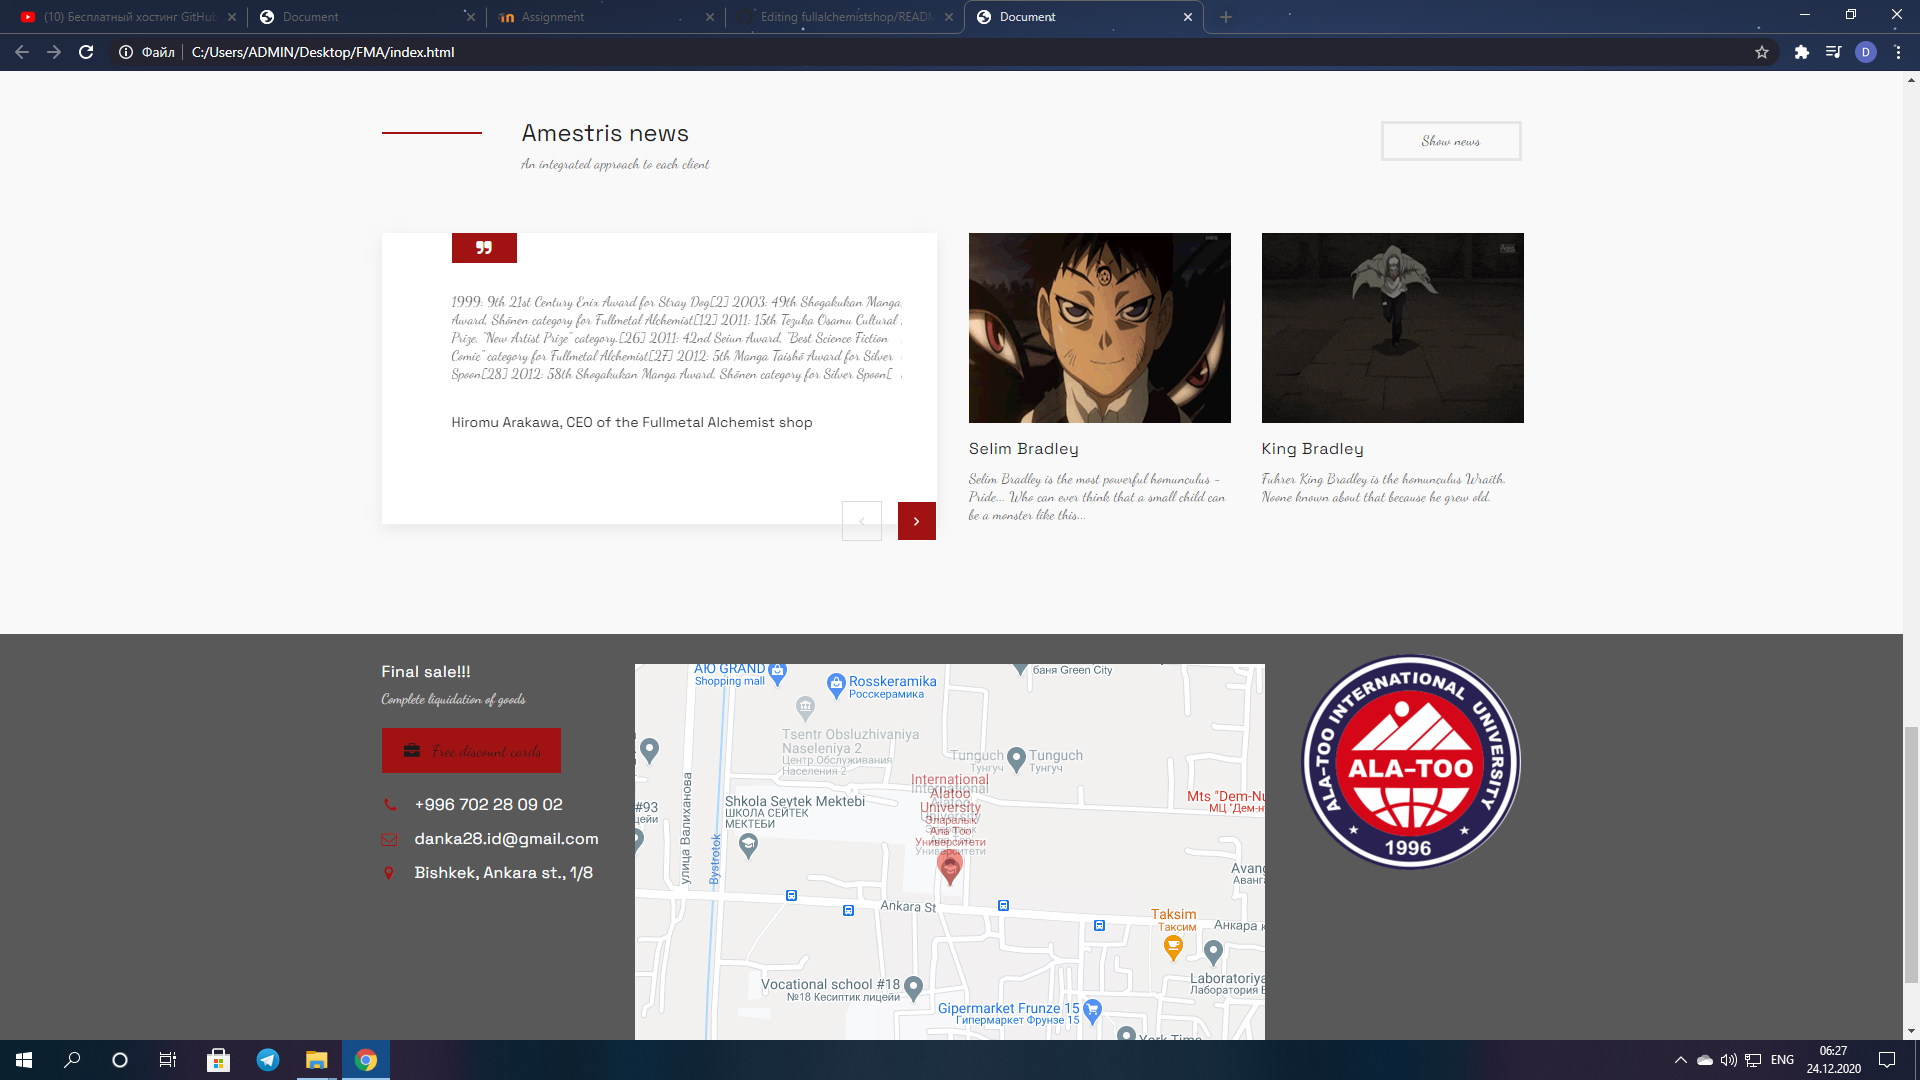 (10) Бесплатный хостинг GitHub
Document
Assignment
Editing fullalchemistshop/READM
Document
Файл
C:/Users/ADMIN/Desktop/FMA/index.html
D
Amestris news
An integrated approach to each client
Show news
1999: 9th 21st Century Enix Award for Stray Dog[2] 2003: 49th Shogakukan Manga
Award, Shōnen category for Fullmetal Alchemist[12] 2011: 15th Tezuka Osamu Cultural
Prize, "New Artist Prize" category.[26] 2011: 42nd Seiun Award, "Best Science Fiction
Comic" category for Fullmetal Alchemist[27] 2012: 5th Manga Taishō Award for Silver
Spoon[28] 2012: 58th Shogakukan Manga Award, Shōnen category for Silver Spoon[
Hiromu Arakawa, CEO of the Fullmetal Alchemist shop
Selim Bradley
Selim Bradley is the most powerful homunculus -
Pride... Who can ever think that a small child can
be a monster like this...
King Bradley
Fuhrer King Bradley is the homunculus Wraith.
Noone known about that because he grew old.
Final sale!!!
Complete liquidation of goods
Free discount cards
+996 702 28 09 02
danka28.id@gmail.com
Bishkek, Ankara st., 1/8
АЮ GRAND
Shopping mall
Rosskeramika
Росскерамика
баня Green City
Tsentr Obsluzhivaniya
Naseleniya 2
Центр Обслуживания
Населения 2
Tunguch
Тунгуч
Tunguch
Тунгуч
International
Alatoo
University
Эларалык
Ала Тоо
Университети
#93
лицейи
Shkola Seytek Mektebi
ШКОЛА СЕЙТЕК
МЕКТЕБИ
улица Валиханова
Bystrotok
Mts "Dem-Nu
МЦ "Дем-н
Avang
Аванга
Ankara St
Taksim
Таксим
Анкара к
Laboratoriya
Лаборатория Б
Vocational school #18
№18 Кесиптик лицейи
Gipermarket Frunze 15
Гипермаркет Фрунзе 15
York Time
ALA-TOO INTERNATIONAL UNIVERSITY
ALA-TOO
1996
ENG
06:27
24.12.2020